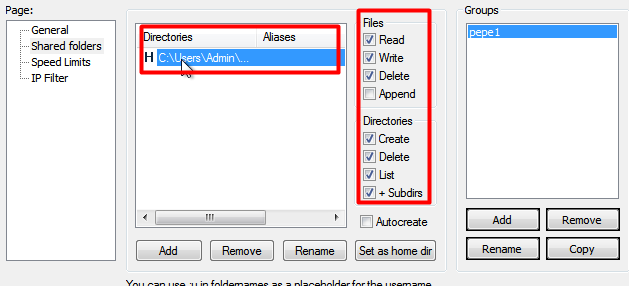 Page:
General
Shared folders
Speed Limits
IP Filter
Directories Aliases
H C:\Users\Admin\...
Files
Read
Write
Delete
Append
Directories
Create
Delete
List
+ Subdirs
Autocreate
Add Remove Rename Set as home dir
You can use :u in foldernames as a placeholder for the username.
Groups
pepe1
Add Remove
Rename Copy